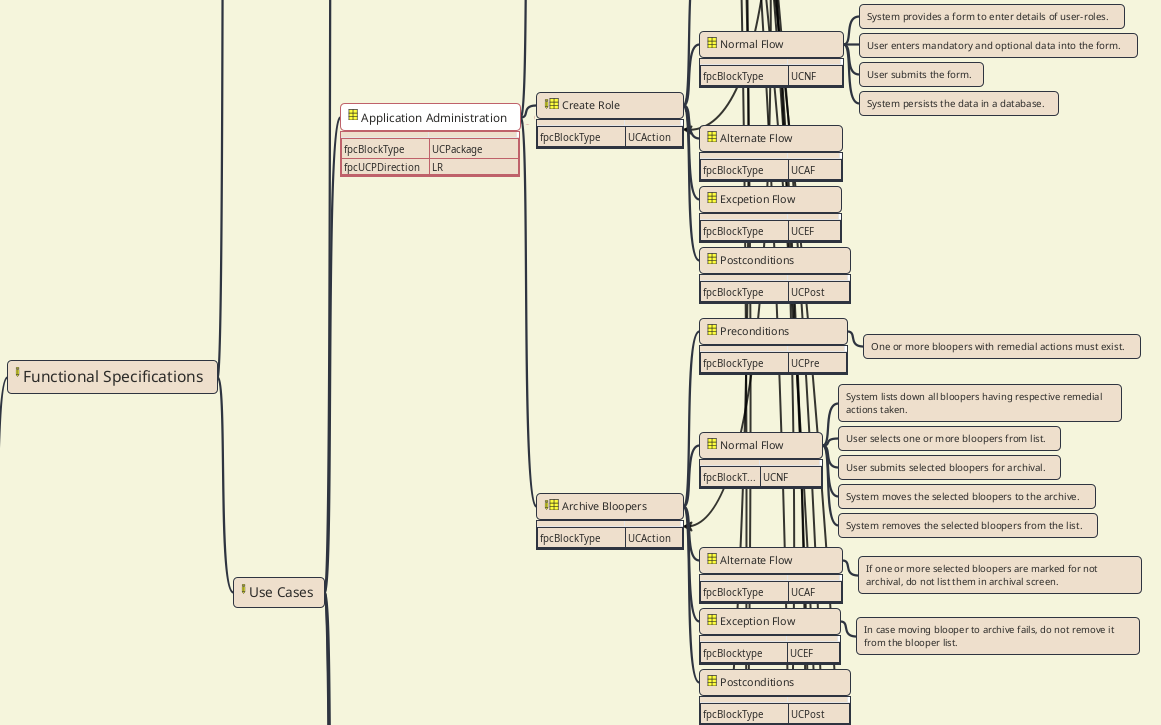 System provides a form to enter details of user-roles.
Normal Flow
User enters mandatory and optional data into the form.
fpcBlockType UCNF
User submits the form.
System persists the data in a database.
Application Administration
fpcBlockType UCPackage
fpcUCPDirection LR
Create Role
fpcBlockType UCAction
Alternate Flow
fpcBlockType UCAF
Excpetion Flow
fpcBlockType UCEF
Postconditions
fpcBlockType UCPost
Preconditions
fpcBlockType UCPre
One or more bloopers with remedial actions must exist.
Functional Specifications
System lists down all bloopers having respective remedial
actions taken.
Normal Flow
fpcBlockT... UCNF
User selects one or more bloopers from list.
User submits selected bloopers for archival.
System moves the selected bloopers to the archive.
System removes the selected bloopers from the list.
Archive Bloopers
fpcBlockType UCAction
Alternate Flow
fpcBlockType UCAF
If one or more selected bloopers are marked for not
archival, do not list them in archival screen.
Use Cases
Exception Flow
fpcBlocktype UCEF
In case moving blooper to archive fails, do not remove it
from the blooper list.
Postconditions
fpcBlockType UCPost